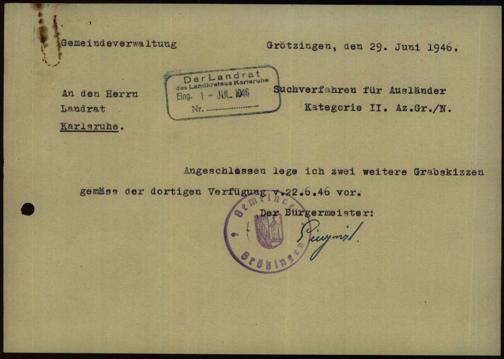 Gemeindeverwaltung
Grötzingen, den 29. Juni 1946.
Der Landrat
des Landkreises Karlsruhe
Eing. 1 - JUL. 1946
Nr.
An den Herrn
Landrat
Karlsruhe.
Suchverfahren für Ausländer
Kategorie II. Az.Gr./N.
Angeschlossen lege ich zwei weitere Grabskizzen
gemäss der dortigen Verfügung v.22.6.46 vor.
Der Bürgermeister:
Gemeinde
Grötzingen